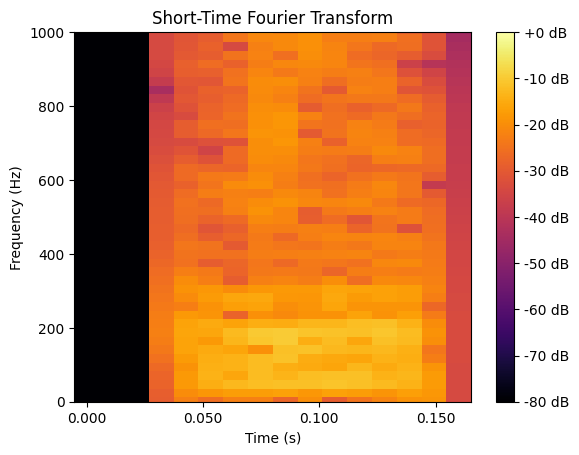 Short-Time Fourier Transform
Frequency (Hz)
1000
800
600
400
200
0
0.000
0.050
0.100
0.150
Time (s)
+0 dB
-10 dB
-20 dB
-30 dB
-40 dB
-50 dB
-60 dB
-70 dB
-80 dB